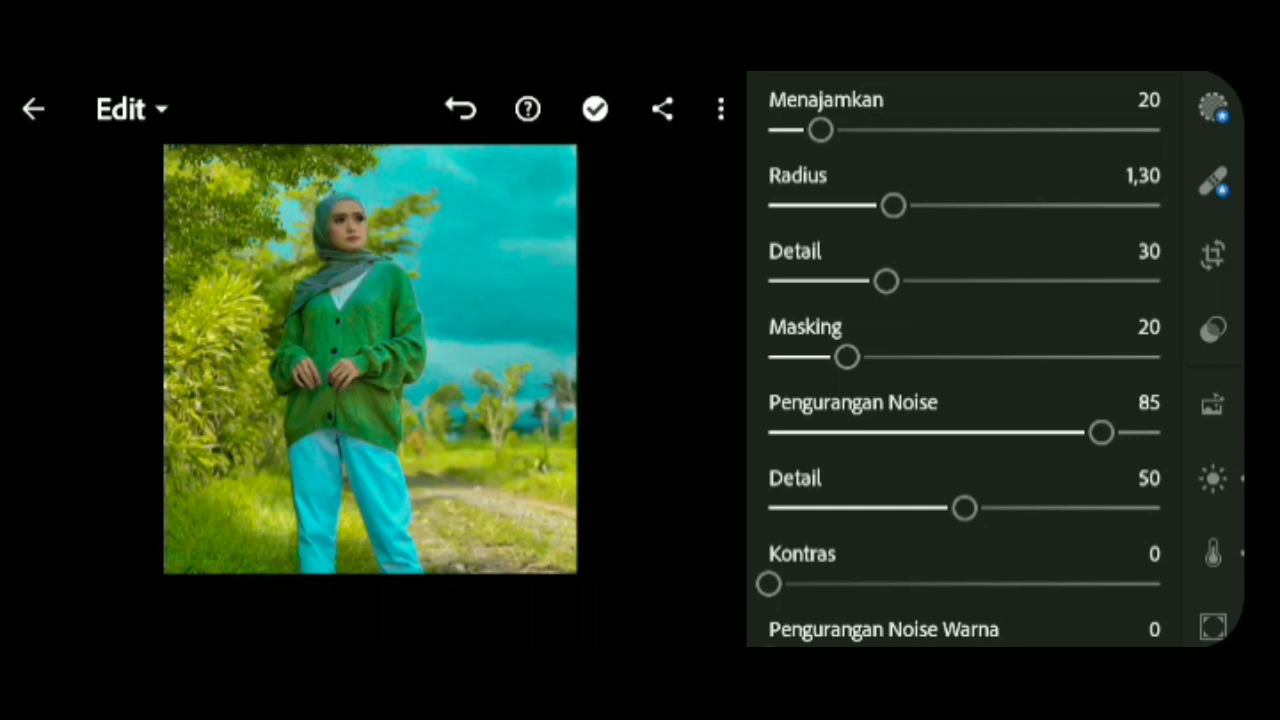 Edit
Menajamkan 20
Radius 1,30
Detail 30
Masking 20
Pengurangan Noise 85
Detail 50
Kontras 0
Pengurangan Noise Warna 0